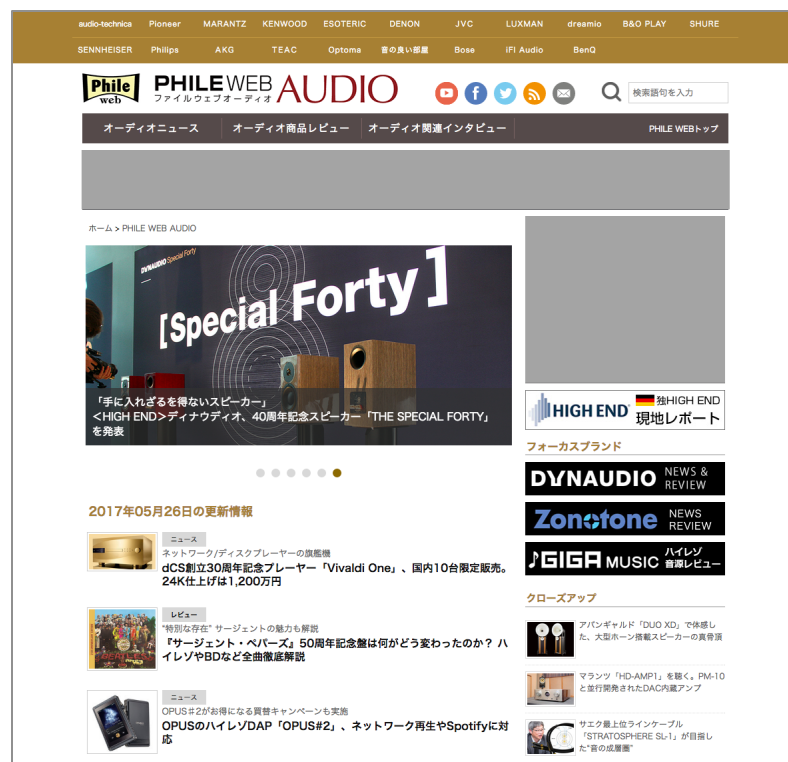 audio-technica Pioneer MARANTZ KENWOOD ESOTERIC DENON JVC LUXMAN dreamio B&O PLAY SHURE
SENNHEISER Philips AKG TEAC Optoma 音の良い部屋 Bose iFI Audio BenQ
Phile web
PHILEWEB AUDIO
ファイルウェブオーディオ
検索語句を入力
オーディオニュース オーディオ商品レビュー オーディオ関連インタビュー PHILE WEBトップ
ホーム > PHILE WEB AUDIO
DYNAUDIO Special Forty
[Special Forty]
「手に入れざるを得ないスピーカー」
<HIGH END>ディナウディオ、40周年記念スピーカー「THE SPECIAL FORTY」
を発表
2017年05月26日の更新情報
ニュース
ネットワーク/ディスクプレーヤーの旗艦機
dCS創立30周年記念プレーヤー「Vivaldi One」、国内10台限定販売。
24K仕上げは1,200万円
レビュー
“特別な存在” サージェントの魅力も解説
『サージェント・ペパーズ』50周年記念盤は何がどう変わったのか？ ハ
イレゾやBDなど全曲徹底解説
ニュース
OPUS#2がお得になる買替キャンペーンも実施
OPUSのハイレゾDAP「OPUS#2」、ネットワーク再生やSpotifyに対
応
HIGH END
独HIGH END
現地レポート
フォーカスブランド
DYNAUDIO NEWS &
REVIEW
Zonotone NEWS
REVIEW
GIGA MUSIC ハイレゾ
音源レビュー
クローズアップ
アバンギャルド「DUO XD」で体感し
た、大型ホーン搭載スピーカーの真骨頂
マランツ「HD-AMP1」を聴く。PM-10
と並行開発されたDAC内蔵アンプ
サエク最上位ラインケーブル
「STRATOSPHERE SL-1」が目指し
た“音の成層圏”